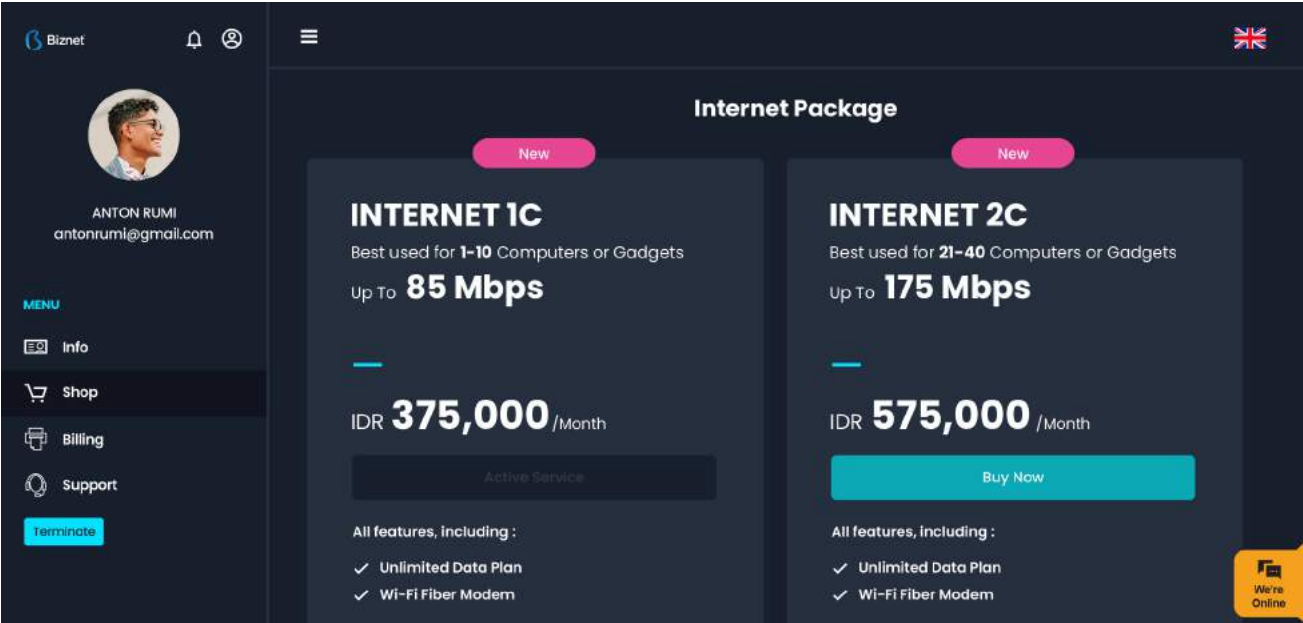 Biznet
ANTON RUMI
antonrumi@gmail.com
MENU
Info
Shop
Billing
Support
Terminate
Internet Package
New
INTERNET 1C
Best used for 1-10 Computers or Gadgets
Up To 85 Mbps
IDR 375,000 /Month
Active Service
All features, including :
Unlimited Data Plan
Wi-Fi Fiber Modem
New
INTERNET 2C
Best used for 21-40 Computers or Gadgets
Up To 175 Mbps
IDR 575,000 /Month
Buy Now
All features, including :
Unlimited Data Plan
Wi-Fi Fiber Modem
We're
Online